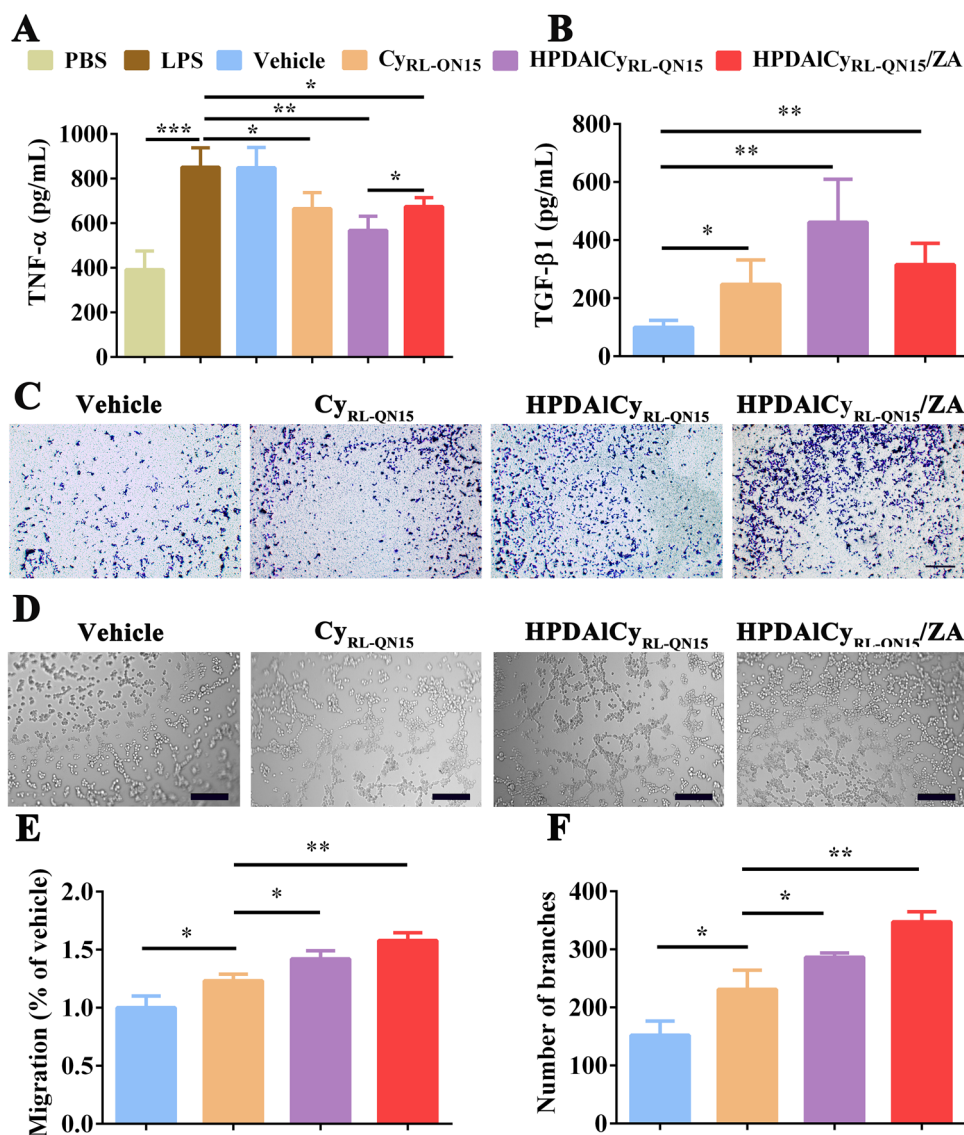 A
B
PBS LPS Vehicle CyRL-ON15 HPDAlCyRL-QN15 HPDAlCyRL-QN15/ZA
TNF-α (pg/mL)
1000
800
600
400
200
0
***
*
**
*
*
TGF-β1 (pg/mL)
800
600
400
200
0
*
**
**
C
Vehicle CyRL-QN15 HPDAlCyRL-QN15 HPDAlCyRL-QN15/ZA
D
Vehicle CyRL-QN15 HPDAlCyRL-QN15 HPDAlCyRL-QN15/ZA
E
Migration (% of vehicle)
2.0
1.5
1.0
0.5
0.0
*
*
**
F
Number of branches
400
300
200
100
0
*
*
**